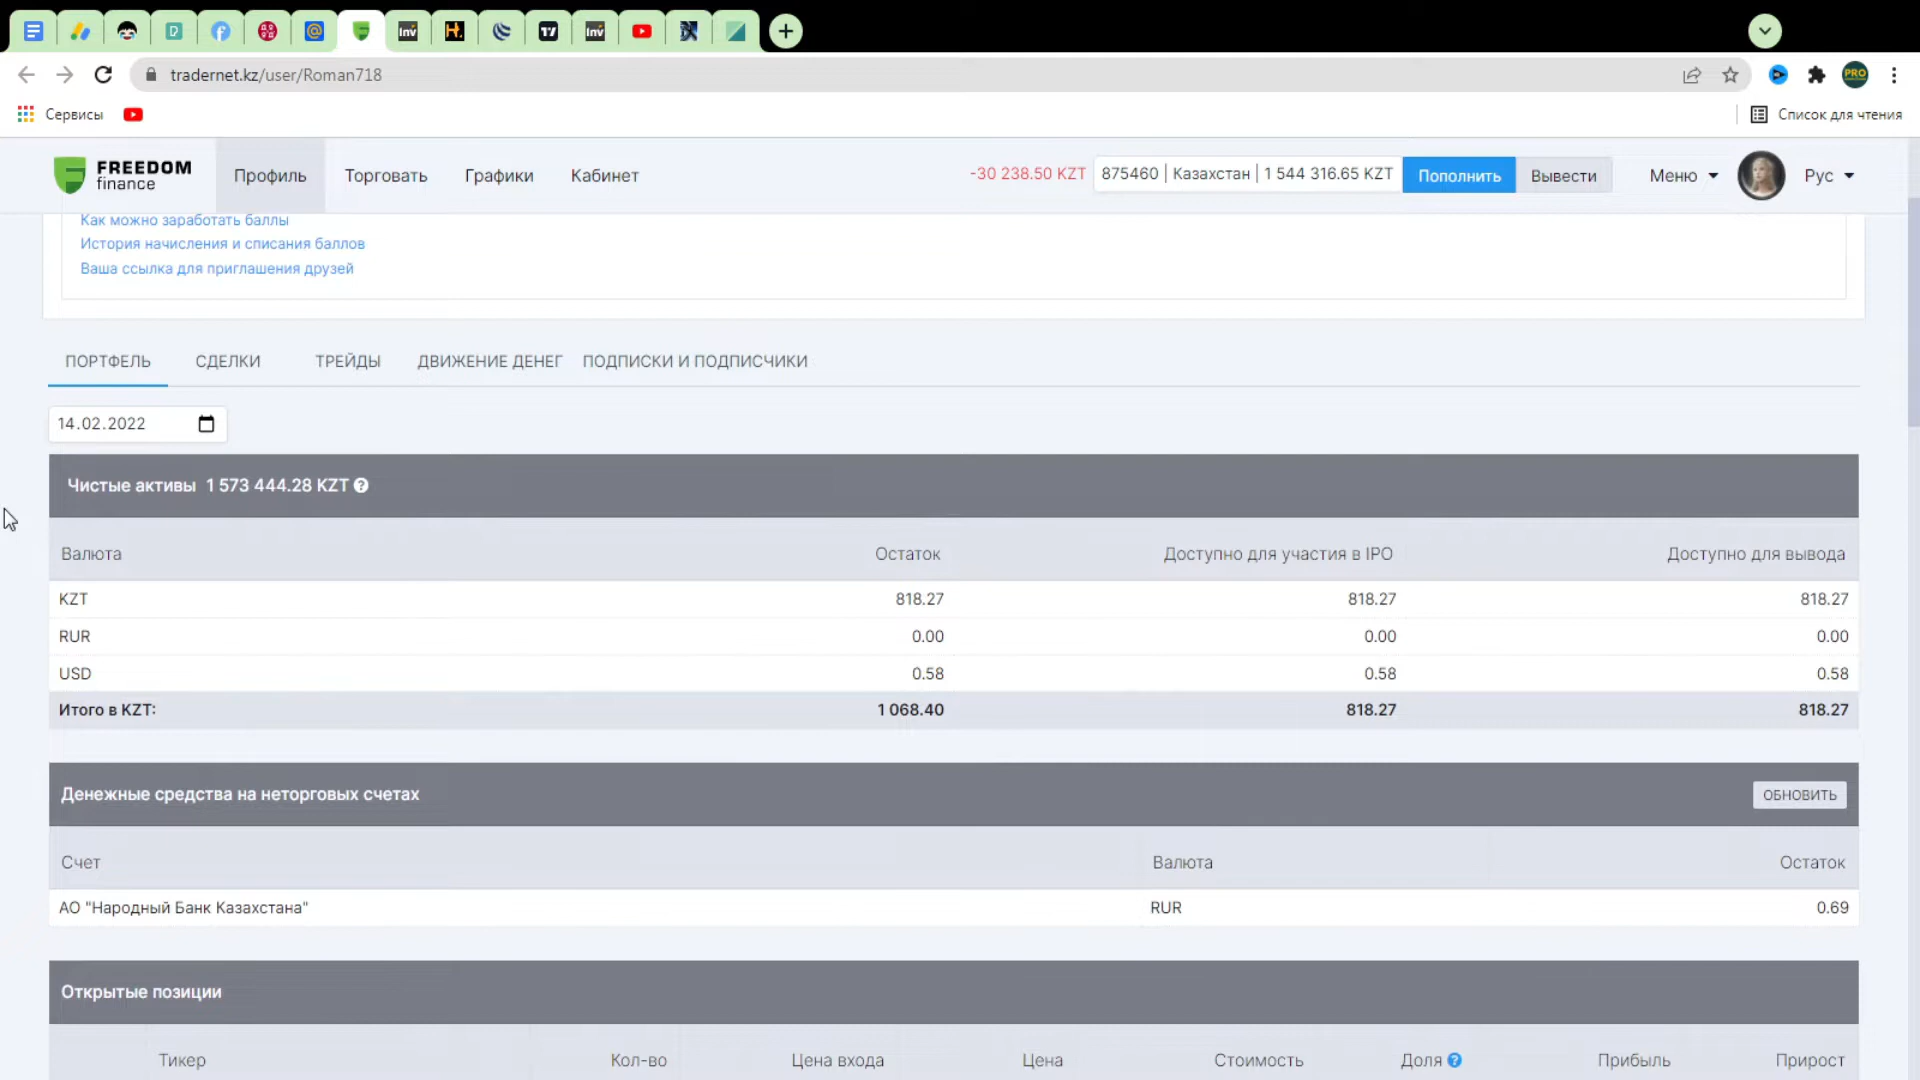 tradernet.kz/user/Roman718
PRO
Сервисы
Список для чтения
FREEDOM
finance
Профиль
Торговать
Графики
Кабинет
-30 238.50 KZT
875460 | Казахстан | 1 544 316.65 KZT
Пополнить
Вывести
Меню
Рус
Как можно заработать баллы
История начисления и списания баллов
Ваша ссылка для приглашения друзей
ПОРТФЕЛЬ СДЕЛКИ ТРЕЙДЫ ДВИЖЕНИЕ ДЕНЕГ ПОДПИСКИ И ПОДПИСЧИКИ
14.02.2022
Чистые активы 1 573 444.28 KZT ?
Валюта Остаток Доступно для участия в IPO Доступно для вывода
KZT 818.27 818.27 818.27
RUR 0.00 0.00 0.00
USD 0.58 0.58 0.58
Итого в KZT: 1 068.40 818.27 818.27
Денежные средства на неторговых счетах ОБНОВИТЬ
Счет Валюта Остаток
АО "Народный Банк Казахстана" RUR 0.69
Открытые позиции
Тикер Кол-во Цена входа Цена Стоимость Доля ? Прибыль Прирост